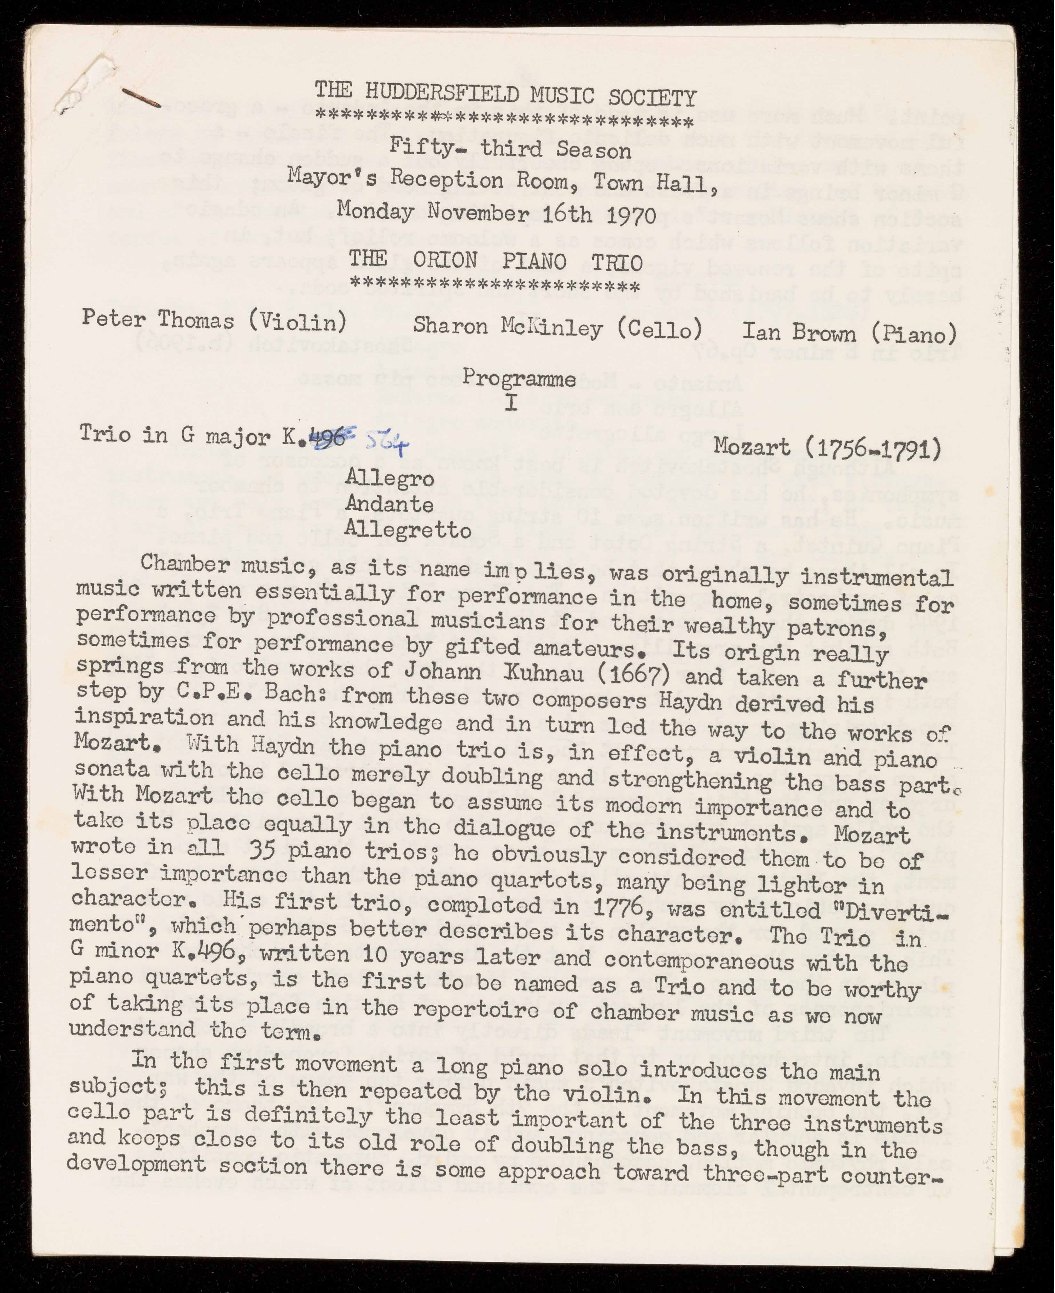 THE HUDDERSFIELD MUSIC SOCIETY
******************************
Fifty- third Season
Mayor's Reception Room, Town Hall,
Monday November 16th 1970
THE ORION PIANO TRIO
***********************
Peter Thomas (Violin) Sharon McKinley (Cello) Ian Brown (Piano)
Programme
I
Trio in G major K.496 564 Mozart (1756-1791)
Allegro
Andante
Allegretto
Chamber music, as its name implies, was originally instrumental
music written essentially for performance in the home, sometimes for
performance by professional musicians for their wealthy patrons,
sometimes for performance by gifted amateurs. Its origin really
springs from the works of Johann Kuhnau (1667) and taken a further
step by C.P.E. Bach: from these two composers Haydn derived his
inspiration and his knowledge and in turn led the way to the works of
Mozart. With Haydn the piano trio is, in effect, a violin and piano
sonata with the cello merely doubling and strengthening the bass part.
With Mozart the cello began to assume its modern importance and to
take its place equally in the dialogue of the instruments. Mozart
wrote in all 35 piano trios; he obviously considered them to be of
lesser importance than the piano quartets, many being lighter in
character. His first trio, completed in 1776, was entitled "Diverti-
mento", which perhaps better describes its character. The Trio in
G minor K.496, written 10 years later and contemporaneous with the
piano quartets, is the first to be named as a Trio and to be worthy
of taking its place in the repertoire of chamber music as we now
understand the term.
In the first movement a long piano solo introduces the main
subject; this is then repeated by the violin. In this movement the
cello part is definitely the least important of the three instruments
and keeps close to its old role of doubling the bass, though in the
development section there is some approach toward three-part counter-